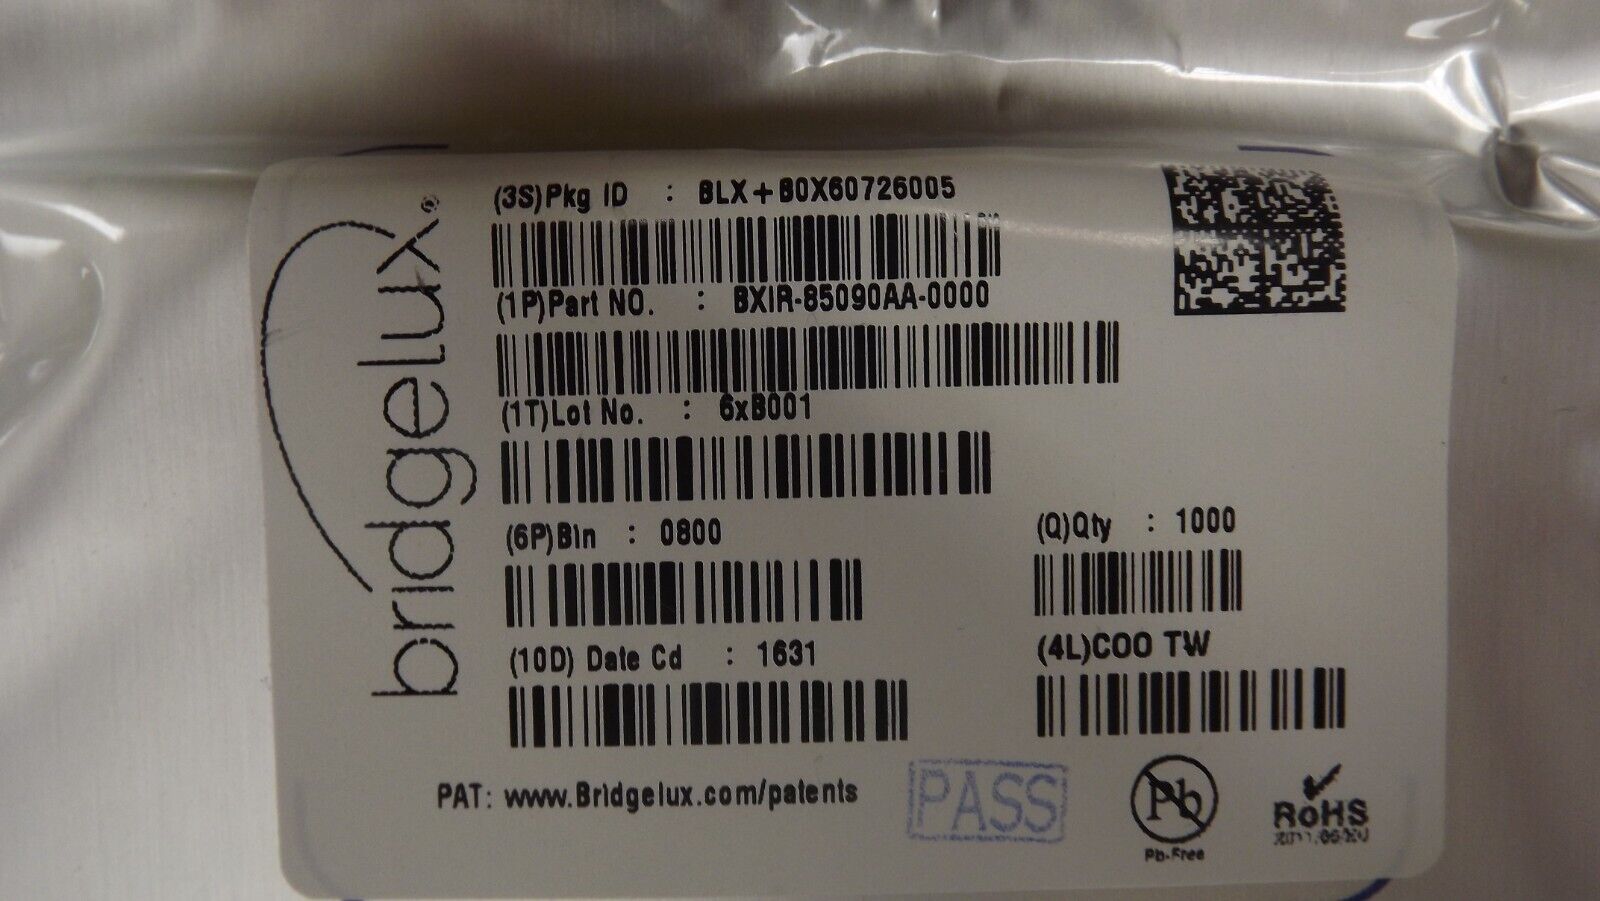 bridgelux®
(3S)Pkg ID : BLX+B0X60726005
(1P)Part NO. : BXIR-85090AA-0000
(1T)Lot No. : 6xB001
(6P)Bin : 0800
(Q)Qty : 1000
(10D) Date Cd : 1631
(4L)COO TW
PAT: www.Bridgelux.com/patents
PASS
Pb
Pb-Free
RoHS